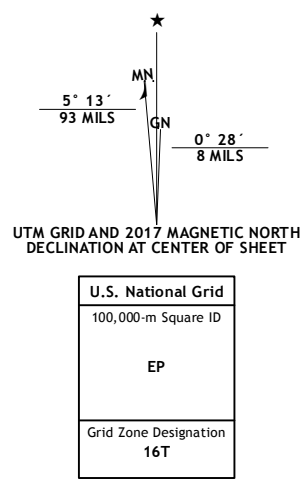 ★
MN
GN
5° 13´
93 MILS
0° 28´
8 MILS
UTM GRID AND 2017 MAGNETIC NORTH
DECLINATION AT CENTER OF SHEET
U.S. National Grid
100,000-m Square ID
EP
Grid Zone Designation
16T